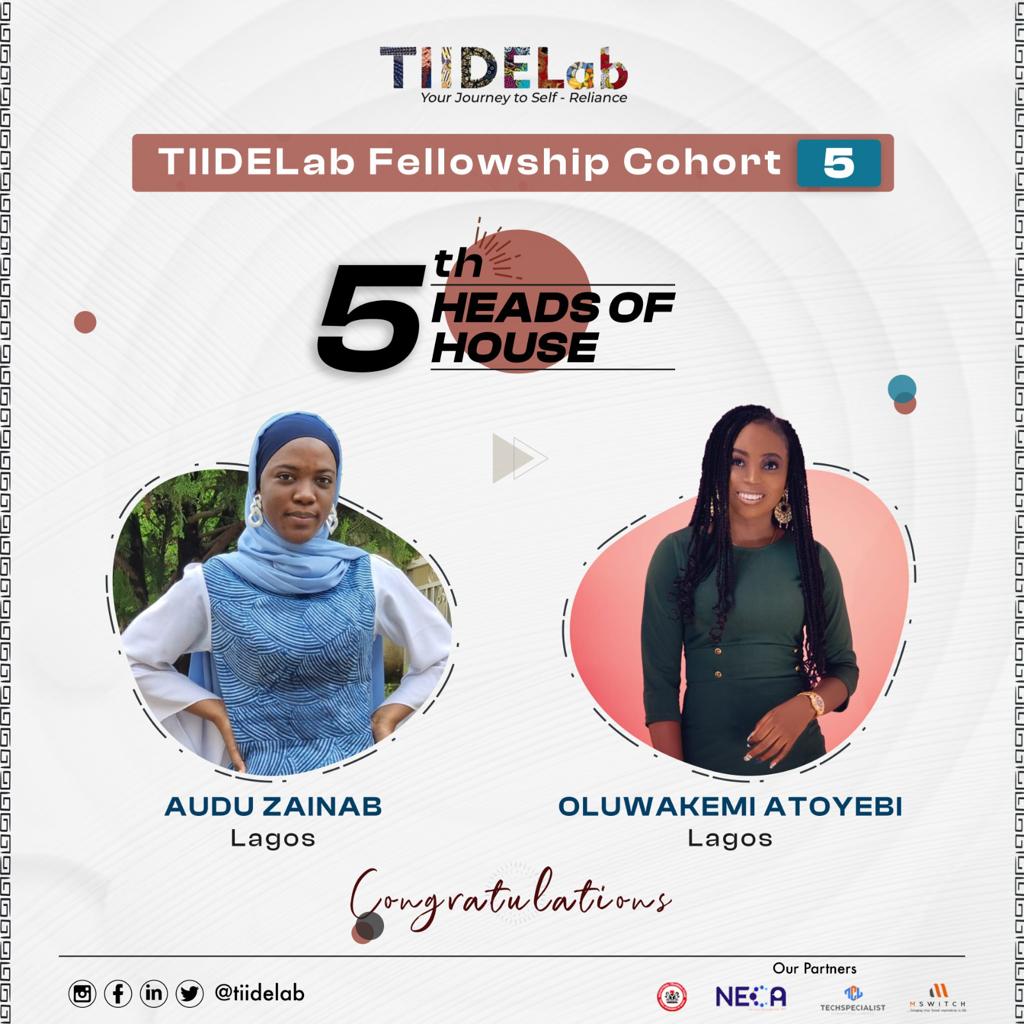 TIIDELab
Your Journey to Self - Reliance
TIIDELab Fellowship Cohort 5
5th
HEADS OF
HOUSE
AUDU ZAINAB
Lagos
OLUWAKEMI ATOYEBI
Lagos
Congratulations
@tiidelab
Our Partners
NECA
TECHSPECIALIST
MSWITCH